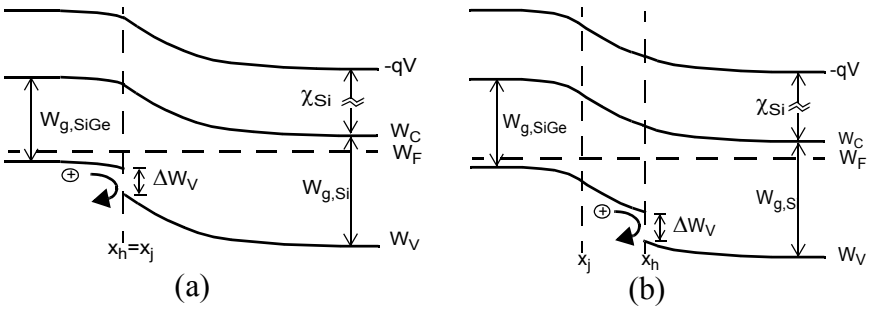 -qV
χSi
Wg,SiGe
WC
WF
ΔWV
+
Wg,Si
WV
xh=xj
(a)
-qV
χSi
Wg,SiGe
WC
WF
+
Wg,S
ΔWV
WV
xj
xh
(b)